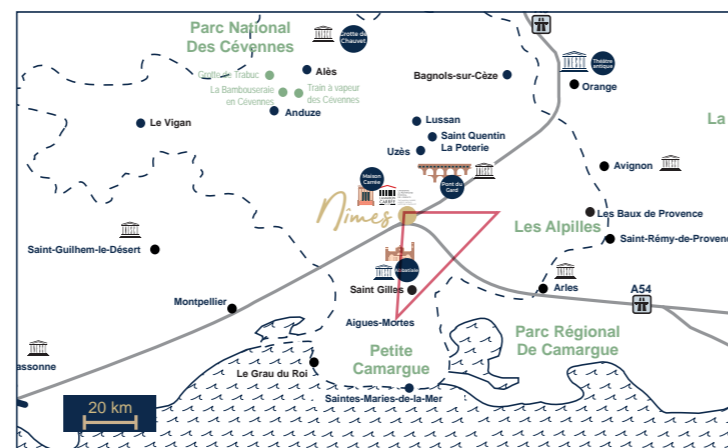 Parc National
Des Cévennes
Grotte de
Chauvet
Grotte de Trabuc
Alès
La Bambouseraie
en Cévennes
Train à vapeur
des Cévennes
Anduze
Bagnols-sur-Cèze
Théâtre
antique
Orange
Le Vigan
Lussan
Saint Quentin
La Poterie
Uzès
La
Avignon
Maison
Carrée
Pont du
Gard
Nîmes
Les Baux de Provence
Les Alpilles
Saint-Rémy-de-Provence
Saint-Guilhem-le-Désert
Saint Gilles
Arles
A54
Montpellier
Aigues-Mortes
Parc Régional
De Camargue
Petite
Camargue
assonne
Le Grau du Roi
Saintes-Maries-de-la-Mer
20 km